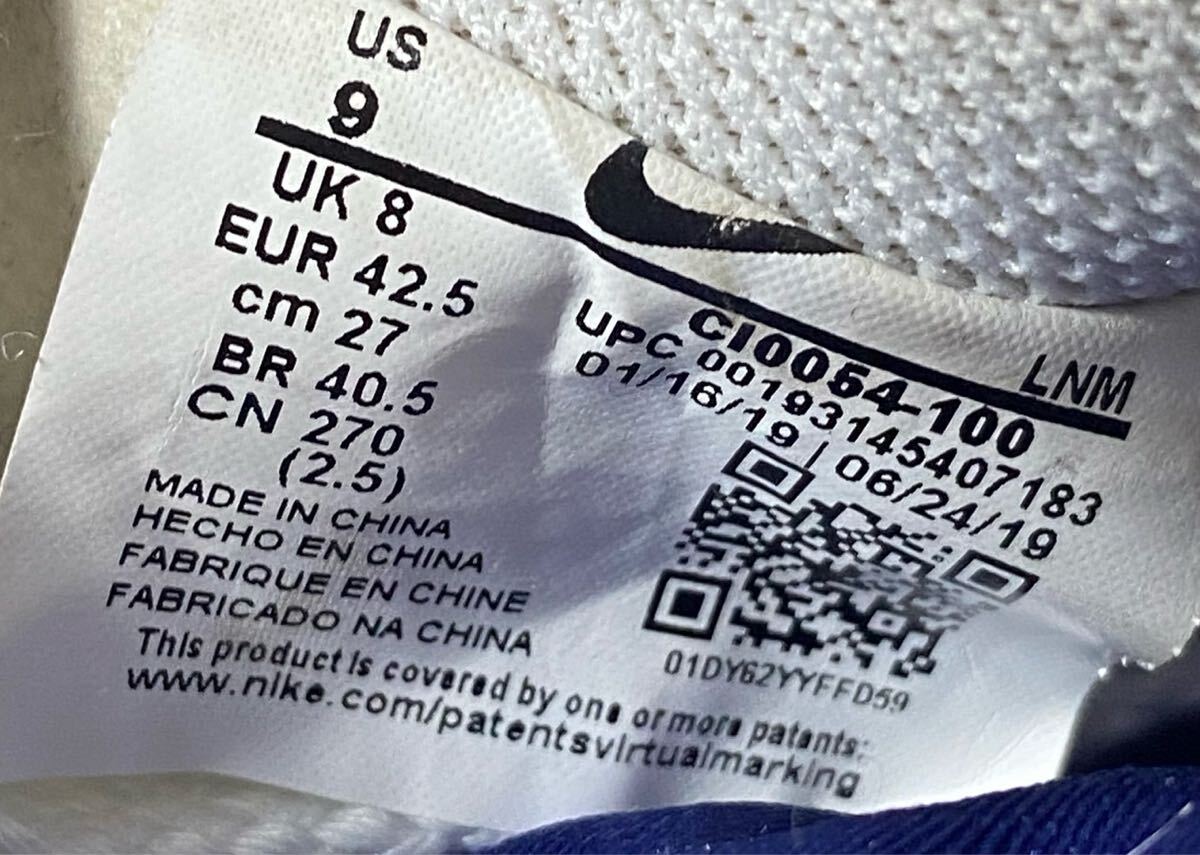 US
9
UK 8
EUR 42.5
cm 27
BR 40.5
CN 270
(2.5)
MADE IN CHINA
HECHO EN CHINA
FABRIQUE EN CHINE
FABRICADO NA CHINA
This product is covered by one or more patents:
www.nike.com/patentsvirtualmarking
LNM
CI0054-100
UPC 00193145407183
01/16/19 | 06/24/19
01DY62YYFFD59